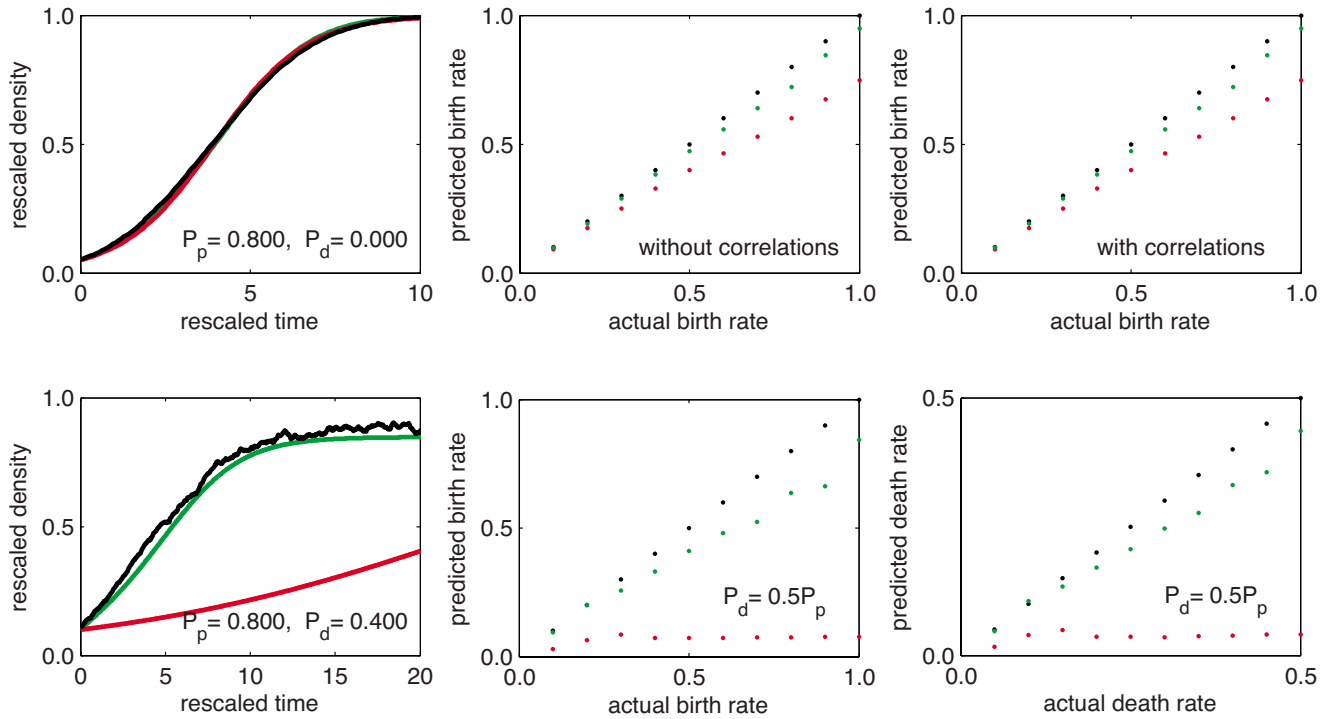 1.0
0.5
0.0
rescaled density
P_p = 0.800, P_d = 0.000
0 5 10
rescaled time
1.0
0.5
0.0
predicted birth rate
without correlations
0.0 0.5 1.0
actual birth rate
1.0
0.5
0.0
predicted birth rate
with correlations
0.0 0.5 1.0
actual birth rate
1.0
0.5
0.0
rescaled density
P_p = 0.800, P_d = 0.400
0 5 10 15 20
rescaled time
1.0
0.5
0.0
predicted birth rate
P_d = 0.5P_p
0.0 0.5 1.0
actual birth rate
0.5
0.0
predicted death rate
P_d = 0.5P_p
0.0 0.5
actual death rate